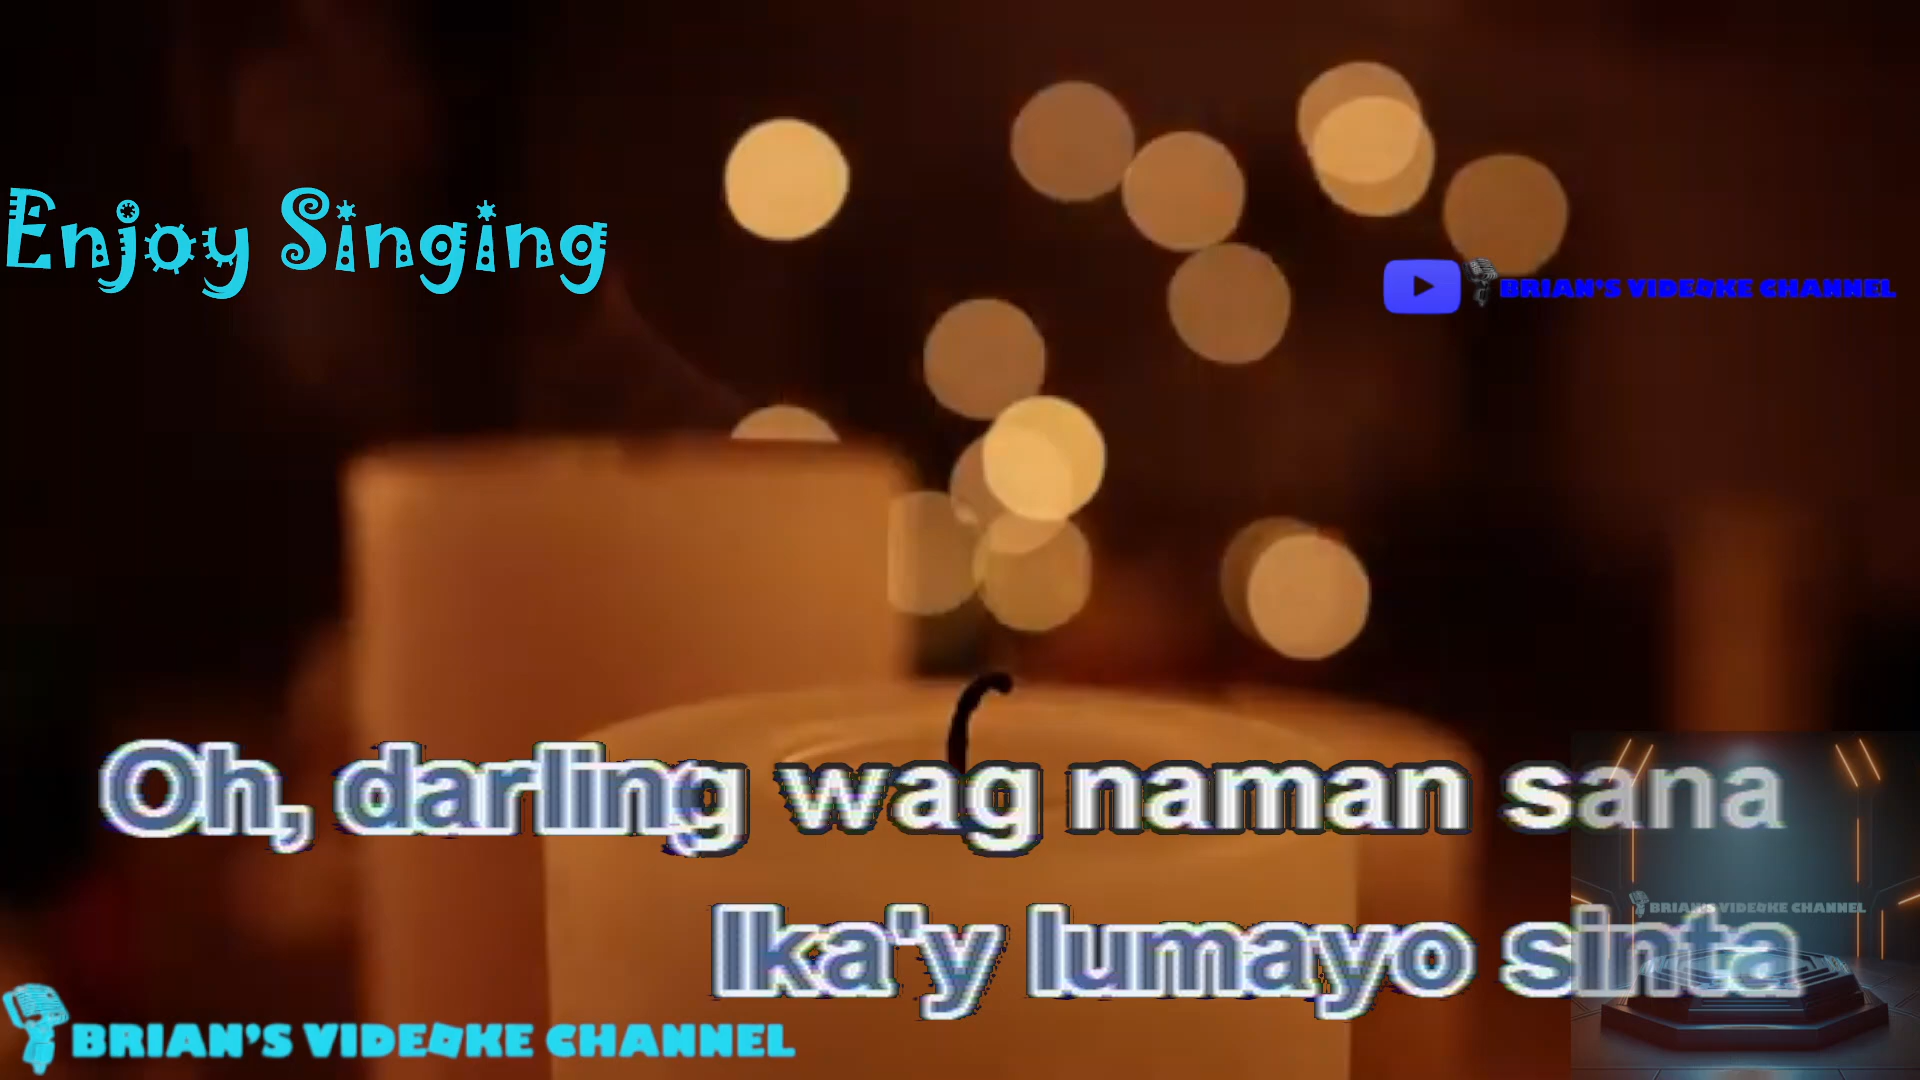 Enjoy Singing
BRIAN'S VIDEOKE CHANNEL
Oh, darling wag naman sana
BRIAN'S VIDEOKE CHANNEL
Ika'y lumayo sinta
BRIAN'S VIDEOKE CHANNEL